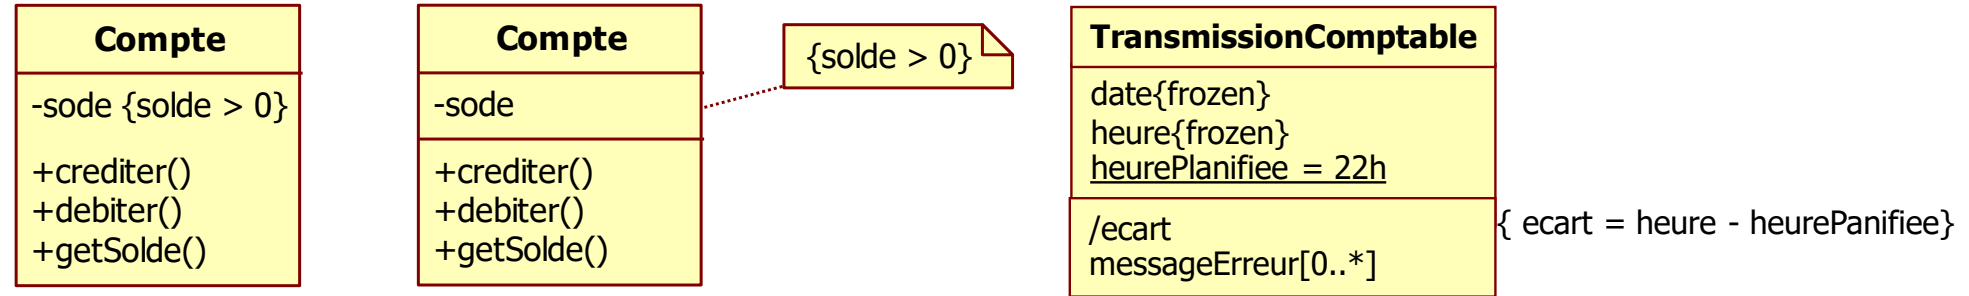 Compte
-sode {solde > 0}
+crediter()
+debiter()
+getSolde()
Compte
-sode
+crediter()
+debiter()
+getSolde()
{solde > 0}
TransmissionComptable
date{frozen}
heure{frozen}
heurePlanifiee = 22h
/ecart
messageErreur[0..*]
{ ecart = heure - heurePanifiee}